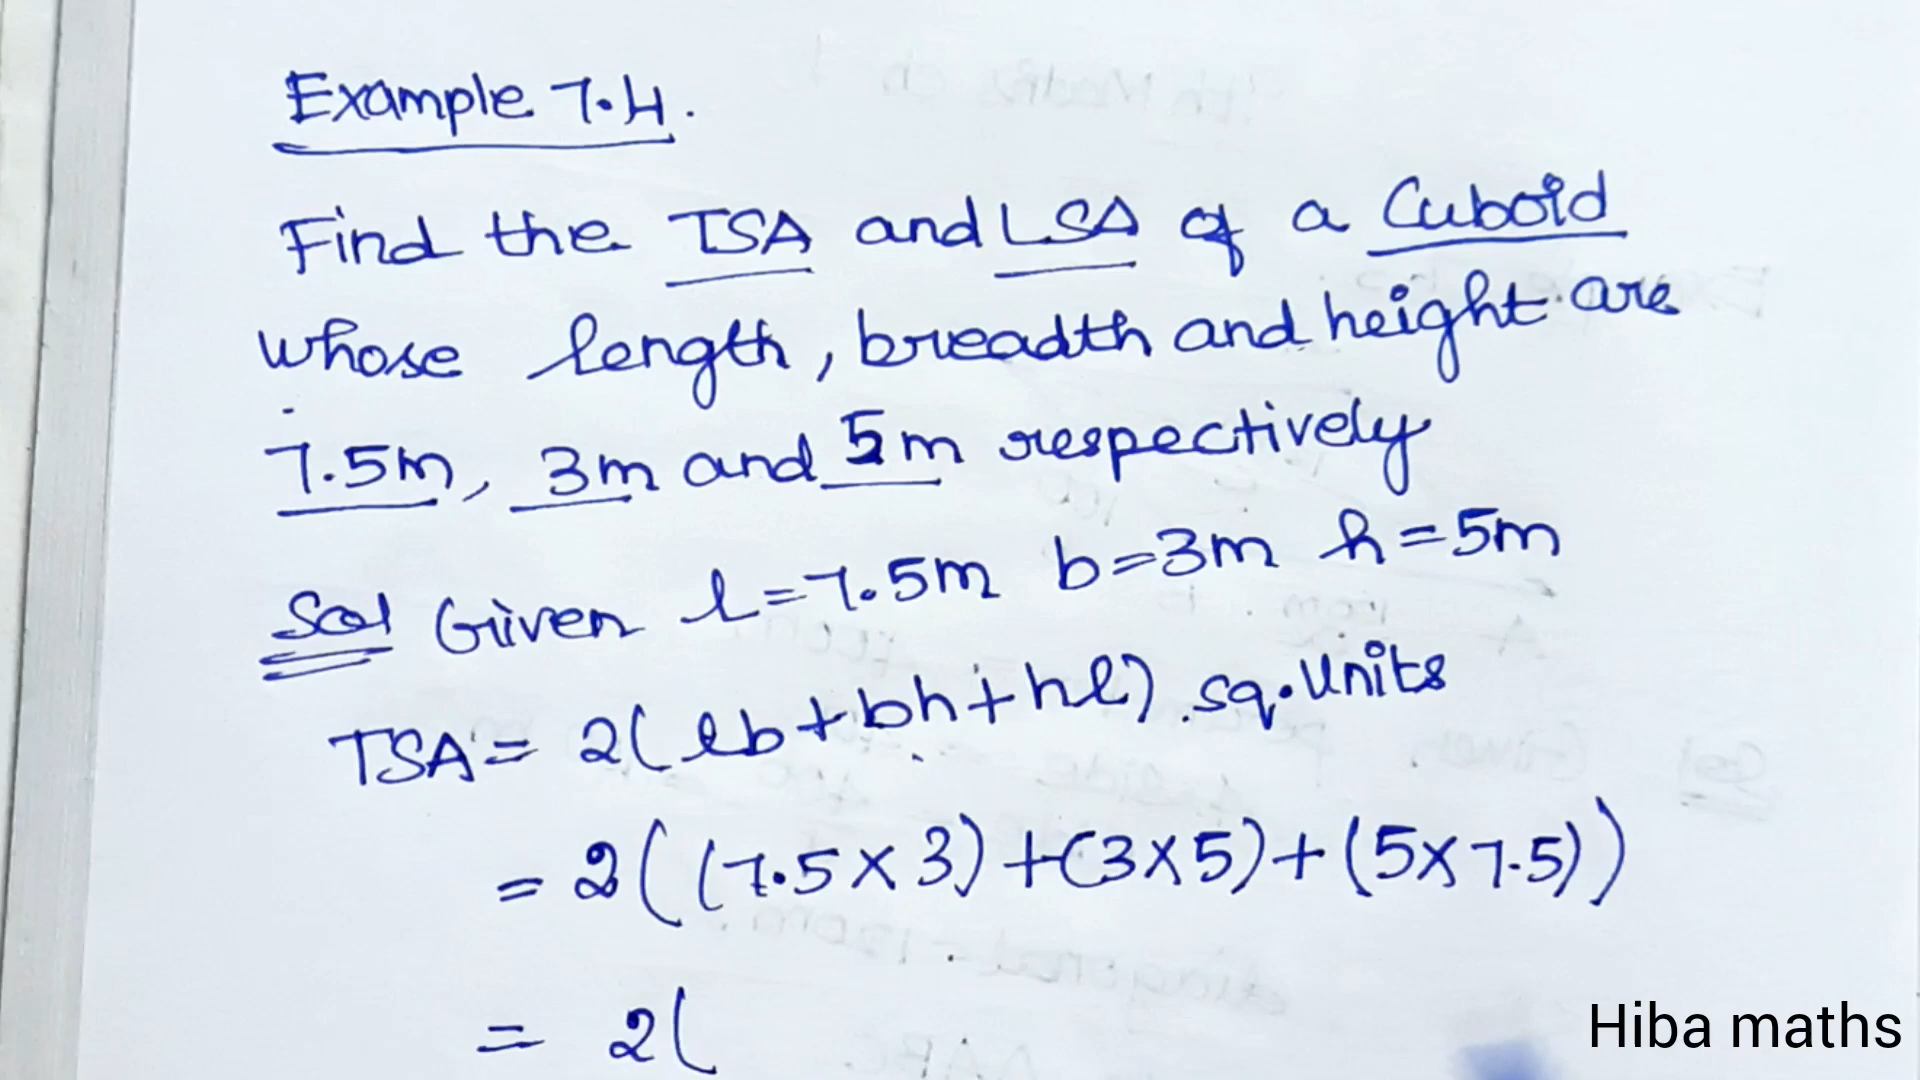 Example 7.4.
Find the TSA and LSA of a Cuboid
whose length, breadth and height are
7.5m, 3m and 5m respectively
Sol Given l=7.5m b=3m h=5m
TSA = 2(lb+bh+hl) sq.units
= 2((7.5×3)+(3×5)+(5×7.5))
= 2(
Hiba maths